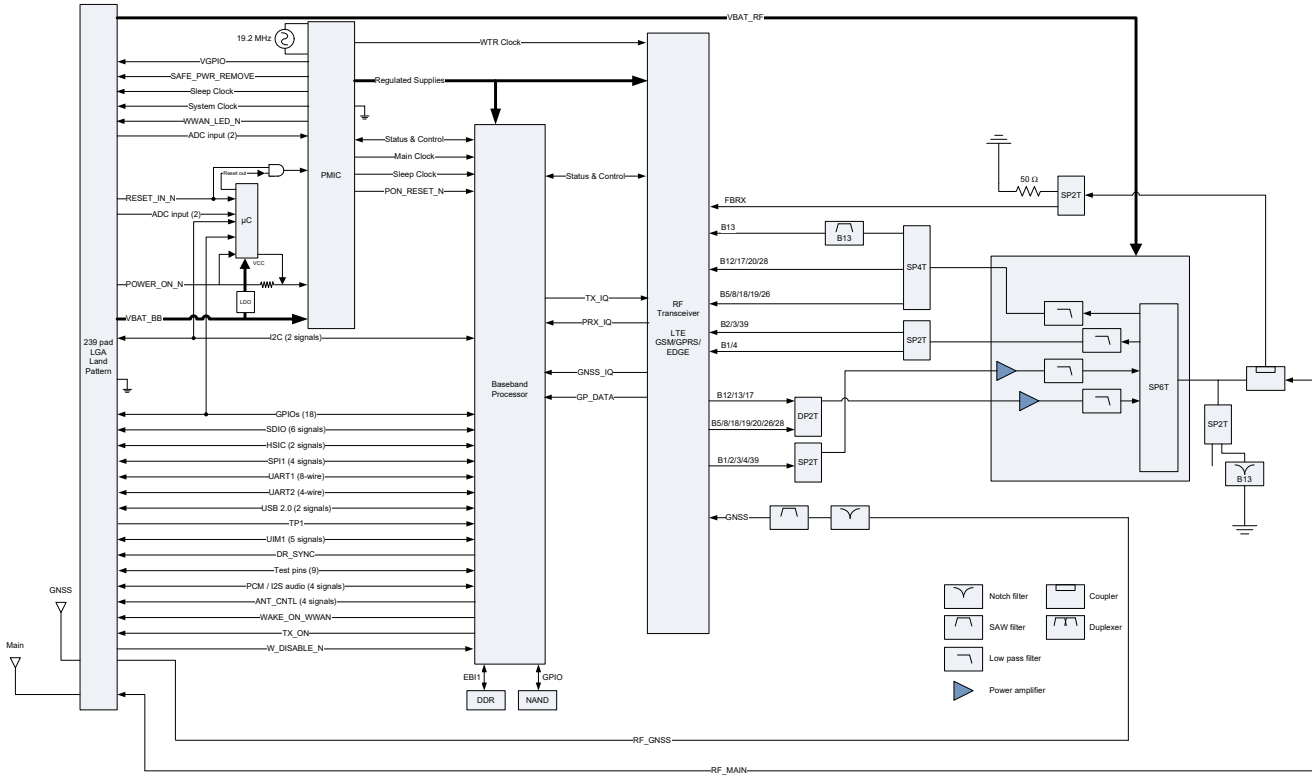 VBAT_RF
19.2 MHz
WTR Clock
VGPIO
SAFE_PWR_REMOVE
Sleep Clock
System Clock
WWAN_LED_N
ADC input (2)
Regulated Supplies
PMIC
Status & Control
Main Clock
Sleep Clock
PON_RESET_N
Status & Control
Reset out
RESET_IN_N
ADC input (2)
µC
VCC
POWER_ON_N
LDO
VBAT_BB
I2C (2 signals)
239 pad
LGA
Land
Pattern
GPIOs (18)
SDIO (6 signals)
HSIC (2 signals)
SPI1 (4 signals)
UART1 (8-wire)
UART2 (4-wire)
USB 2.0 (2 signals)
TP1
UIM1 (5 signals)
DR_SYNC
Test pins (9)
PCM / I2S audio (4 signals)
ANT_CNTL (4 signals)
WAKE_ON_WWAN
TX_ON
W_DISABLE_N
GNSS
Main
Baseband
Processor
EBI1
GPIO
DDR
NAND
TX_IQ
PRX_IQ
GNSS_IQ
GP_DATA
RF
Transceiver
LTE
GSM/GPRS/
EDGE
50 Ω
SP2T
FBRX
B13
B13
SP4T
B12/17/20/28
B5/8/18/19/26
B2/3/39
SP2T
B1/4
B12/13/17
DP2T
B5/8/18/19/20/26/28
B1/2/3/4/39
SP2T
SP6T
SP2T
B13
GNSS
Notch filter
Coupler
SAW filter
Duplexer
Low pass filter
Power amplifier
RF_GNSS
RF_MAIN